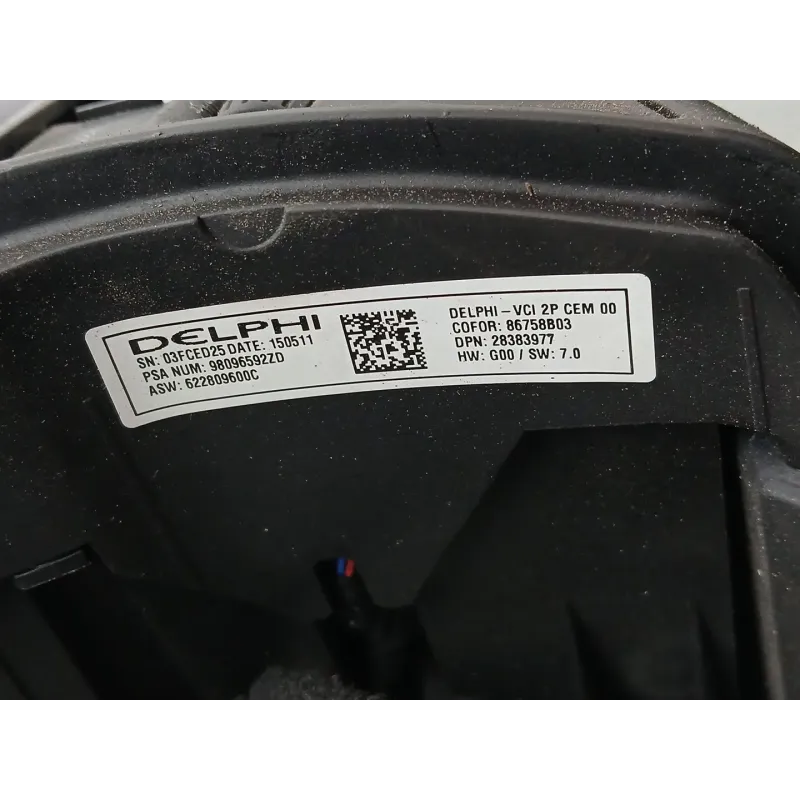 DELPHI
SN: 03FCED25 DATE: 150511
PSA NUM: 98096592ZD
ASW: 622809600C
DELPHI-VCI 2P CEM 00
COFOR: 86758B03
DPN: 28383977
HW: G00 / SW: 7.0